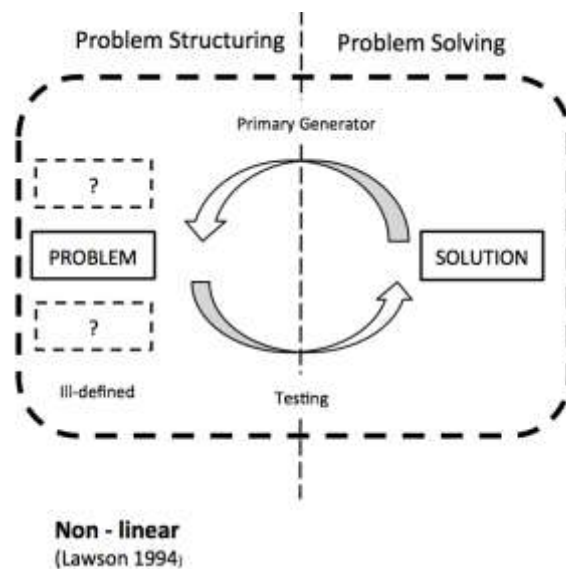 Problem Structuring
Problem Solving
Primary Generator
?
PROBLEM
SOLUTION
?
Ill-defined
Testing
Non - linear
(Lawson 1994)